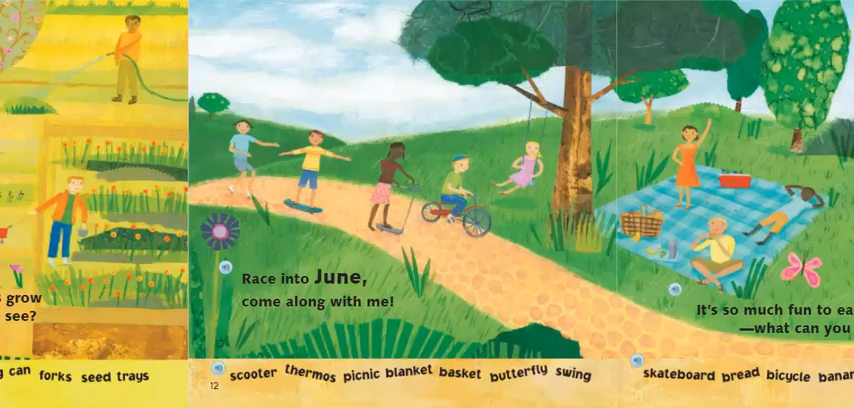 s grow
see?
g can forks seed trays
Race into June,
come along with me!
12
scooter thermos picnic blanket basket butterfly swing
It's so much fun to ea
—what can you
skateboard bread bicycle banan